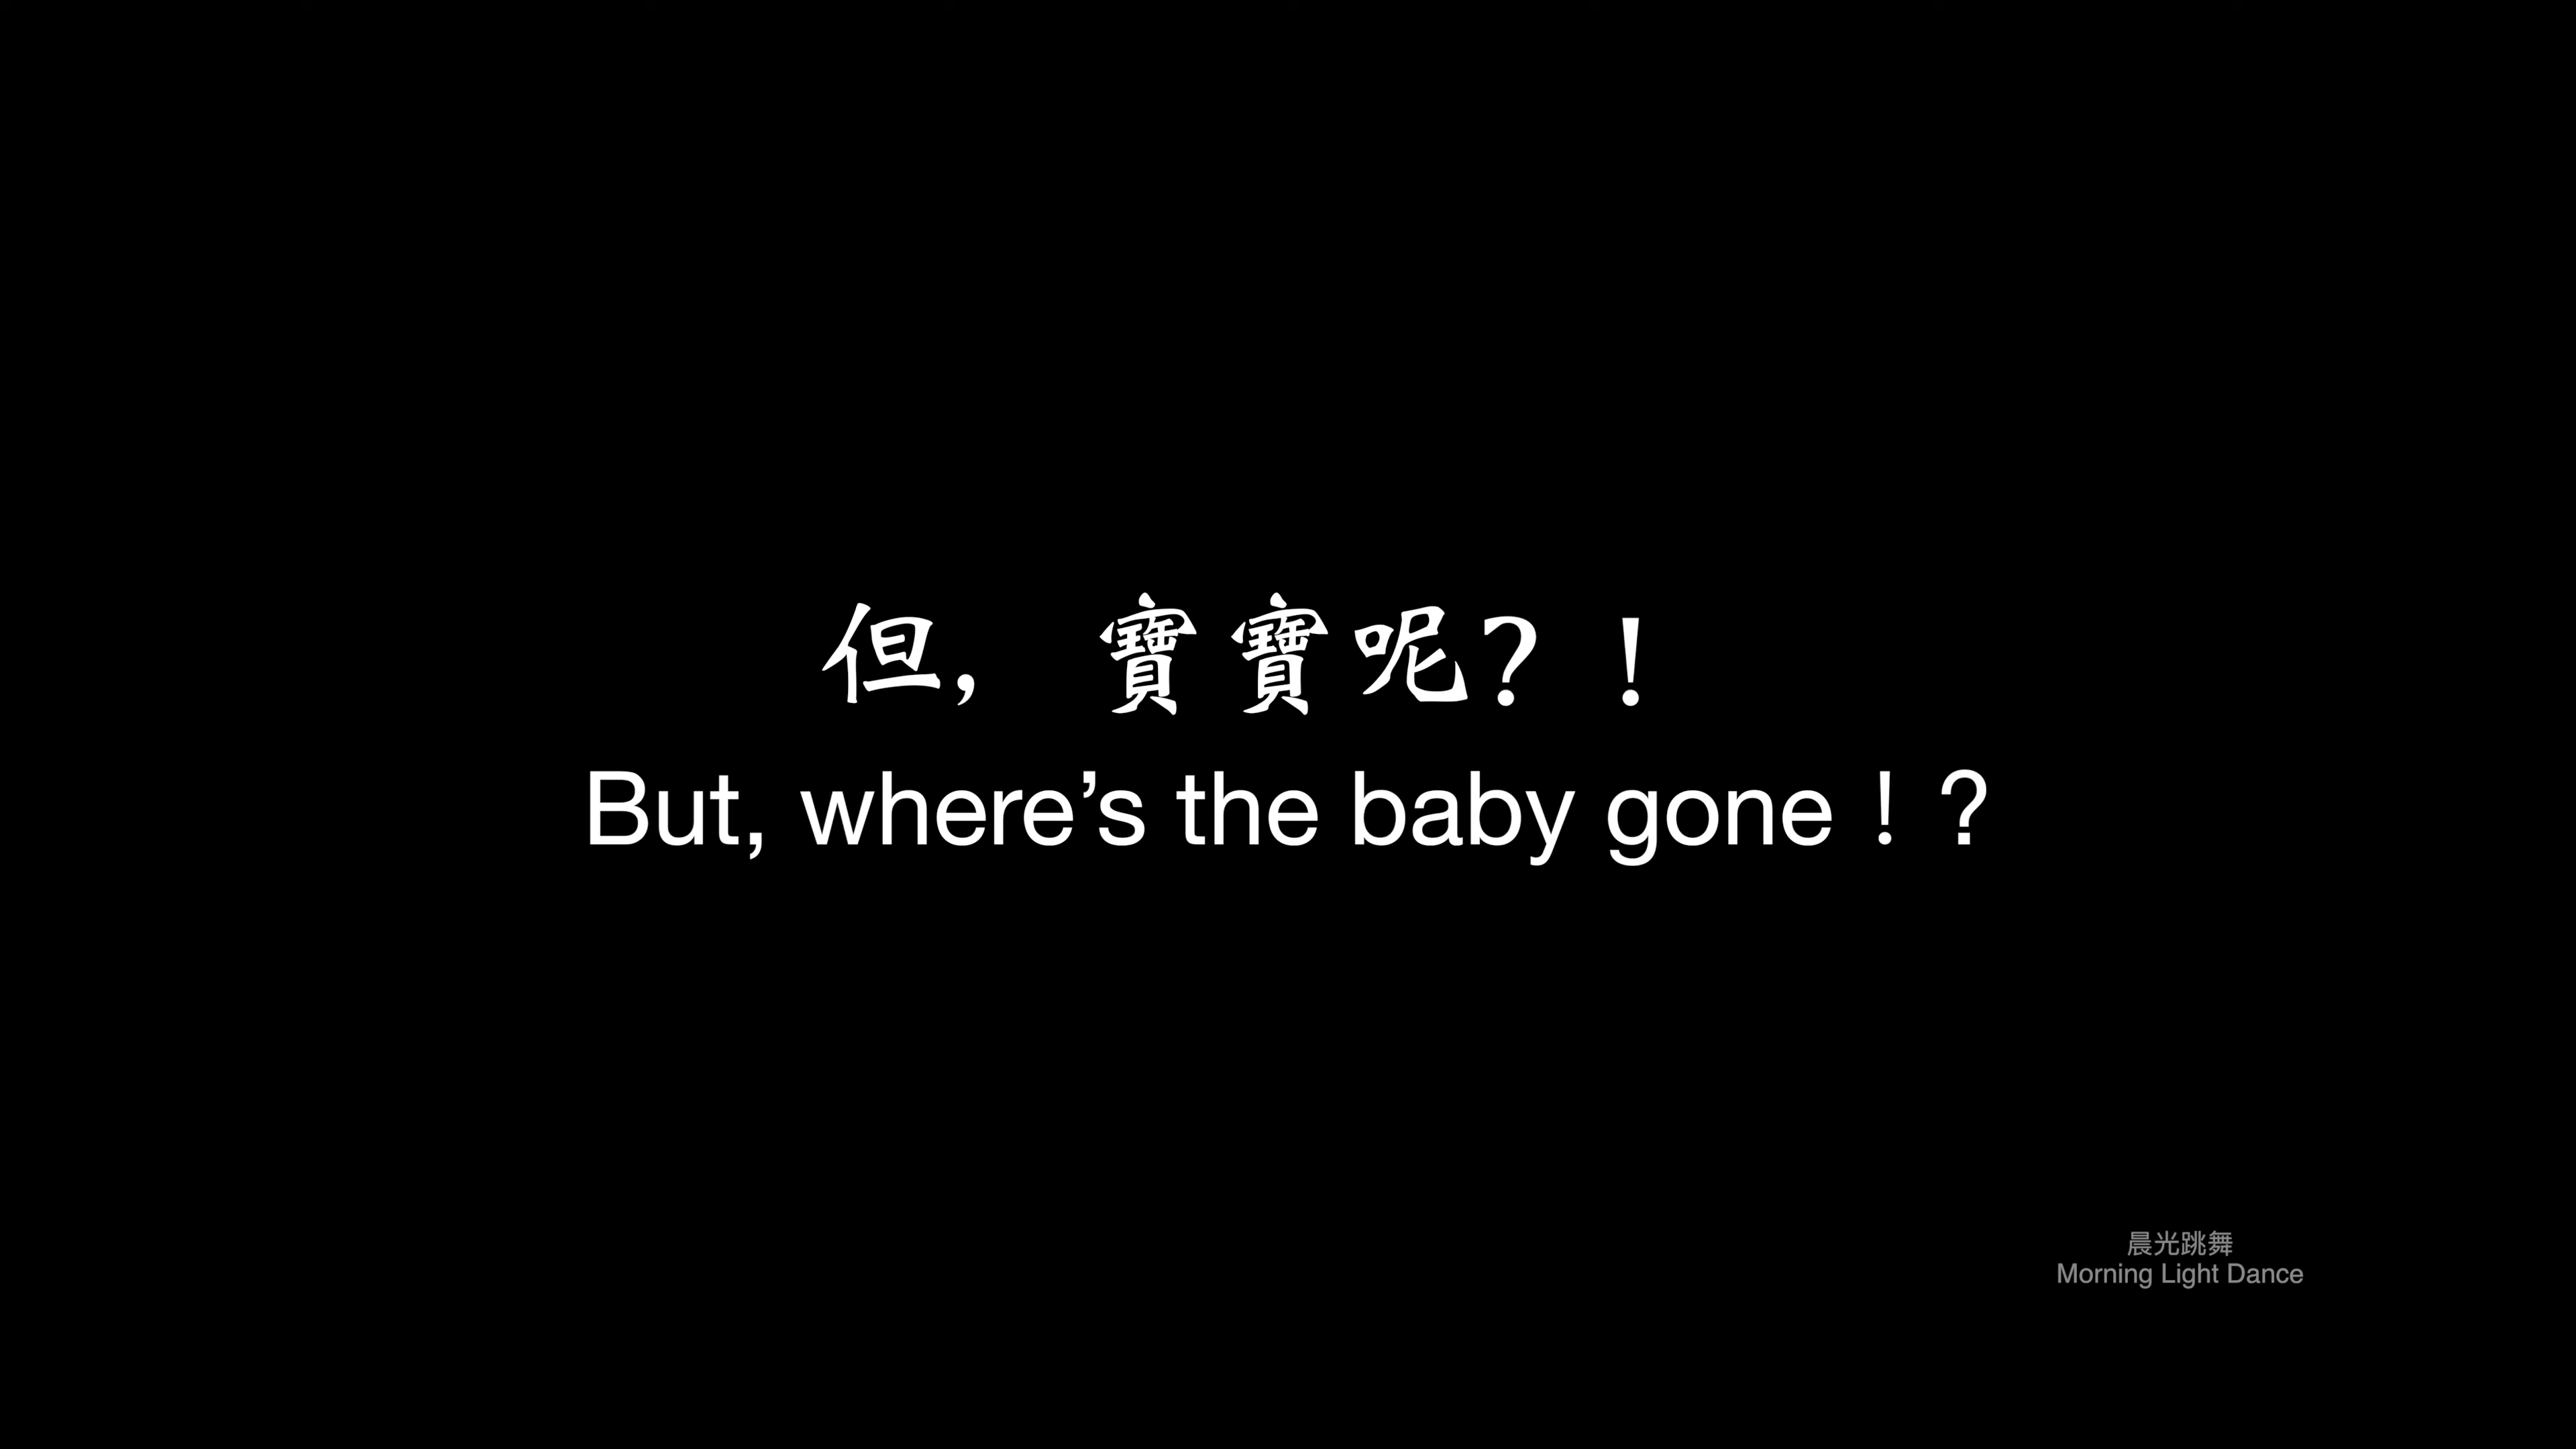 但，寶寶呢？！
But, where’s the baby gone！？
晨光跳舞
Morning Light Dance